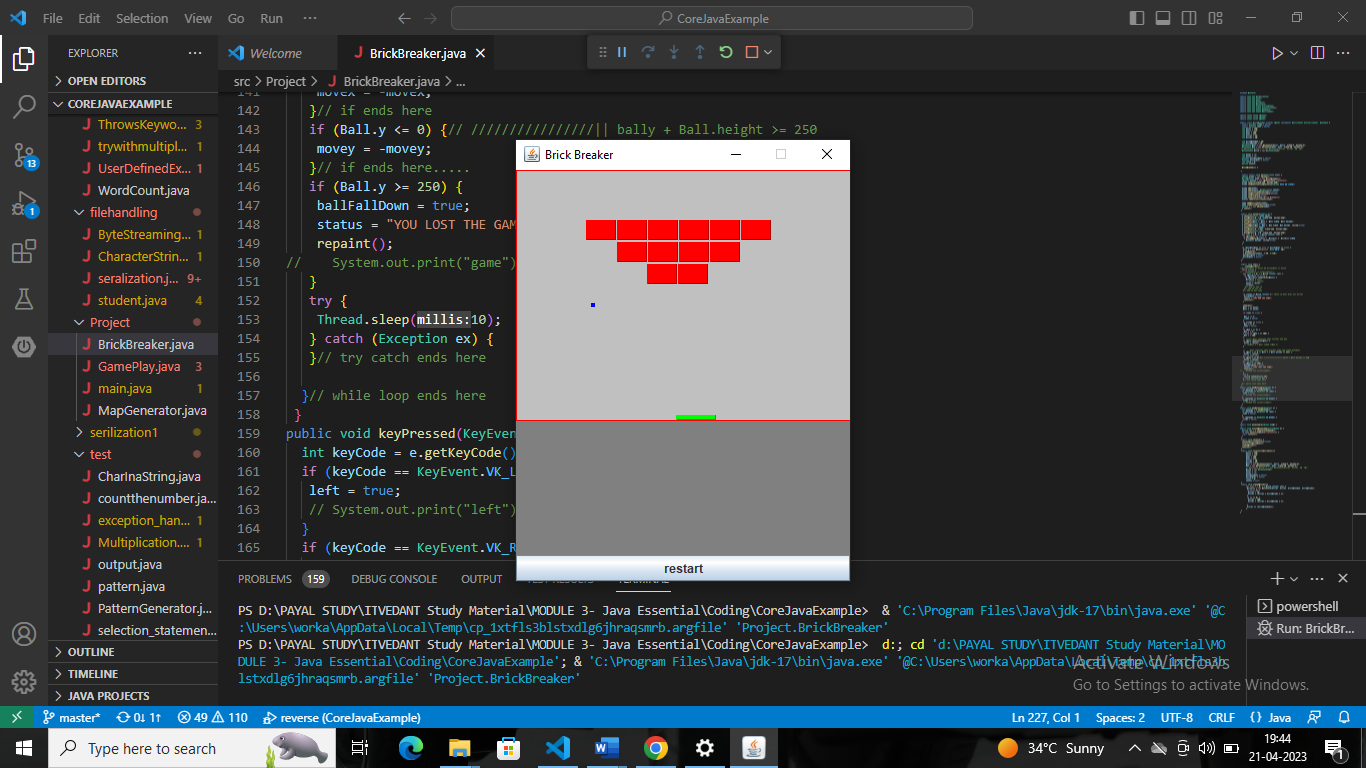 File Edit Selection View Go Run ··· CoreJavaExample
EXPLORER ···
OPEN EDITORS
COREJAVAEXAMPLE
ThrowsKeywo... 3
trywithmultipl... 1
UserDefinedEx... 1
WordCount.java
filehandling
ByteStreaming... 1
CharacterStrin... 1
seralization.j... 9+
student.java 4
Project
BrickBreaker.java
GamePlay.java 3
main.java 1
MapGenerator.java
serilization1
test
CharInaString.java
countthenumber.ja...
exception_han... 1
Multiplication.... 1
output.java
pattern.java
PatternGenerator.j...
selection_statemen...
OUTLINE
TIMELINE
JAVA PROJECTS
13
1
Welcome BrickBreaker.java
src > Project > BrickBreaker.java > ...
141 movex = -movex;
142 }// if ends here
143 if (Ball.y <= 0) {// ////////////////|| bally + Ball.height >= 250
144 movey = -movey;
145 }// if ends here.....
146 if (Ball.y >= 250) {
147 ballFallDown = true;
148 status = "YOU LOST THE GAM
149 repaint();
150 // System.out.print("game")
151 }
152 try {
153 Thread.sleep(millis:10);
154 } catch (Exception ex) {
155 }// try catch ends here
156
157 }// while loop ends here
158 }
159 public void keyPressed(KeyEven
160 int keyCode = e.getKeyCode()
161 if (keyCode == KeyEvent.VK_L
162 left = true;
163 // System.out.print("left")
164 }
165 if (keyCode == KeyEvent.VK_R
Brick Breaker
restart
PROBLEMS 159 DEBUG CONSOLE OUTPUT TEST RESULTS TERMINAL
PS D:\PAYAL STUDY\ITVEDANT Study Material\MODULE 3- Java Essential\Coding\CoreJavaExample> & 'C:\Program Files\Java\jdk-17\bin\java.exe' '@C
:\Users\worka\AppData\Local\Temp\cp_1xtfls3blstxdlg6jhraqsmrb.argfile' 'Project.BrickBreaker'
PS D:\PAYAL STUDY\ITVEDANT Study Material\MODULE 3- Java Essential\Coding\CoreJavaExample> d:; cd 'd:\PAYAL STUDY\ITVEDANT Study Material\MO
DULE 3- Java Essential\Coding\CoreJavaExample'; & 'C:\Program Files\Java\jdk-17\bin\java.exe' '@C:\Users\worka\AppData\Local\Temp\cp_1xtfls3b
lstxdlg6jhraqsmrb.argfile' 'Project.BrickBreaker'
powershell
Run: BrickBr...
Activate Windows
Go to Settings to activate Windows.
master* 0↓ 1↑ 49 110 reverse (CoreJavaExample) Ln 227, Col 1 Spaces: 2 UTF-8 CRLF {} Java
Type here to search
34°C Sunny
19:44
21-04-2023
1